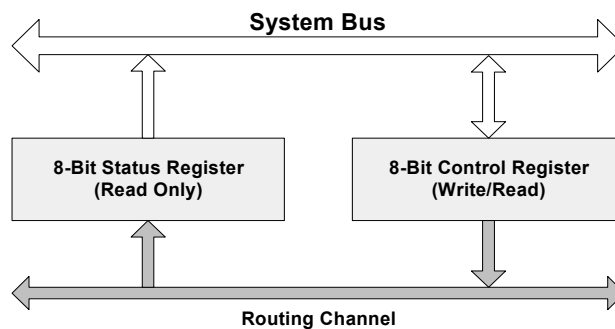 System Bus
8-Bit Status Register
(Read Only)
8-Bit Control Register
(Write/Read)
Routing Channel